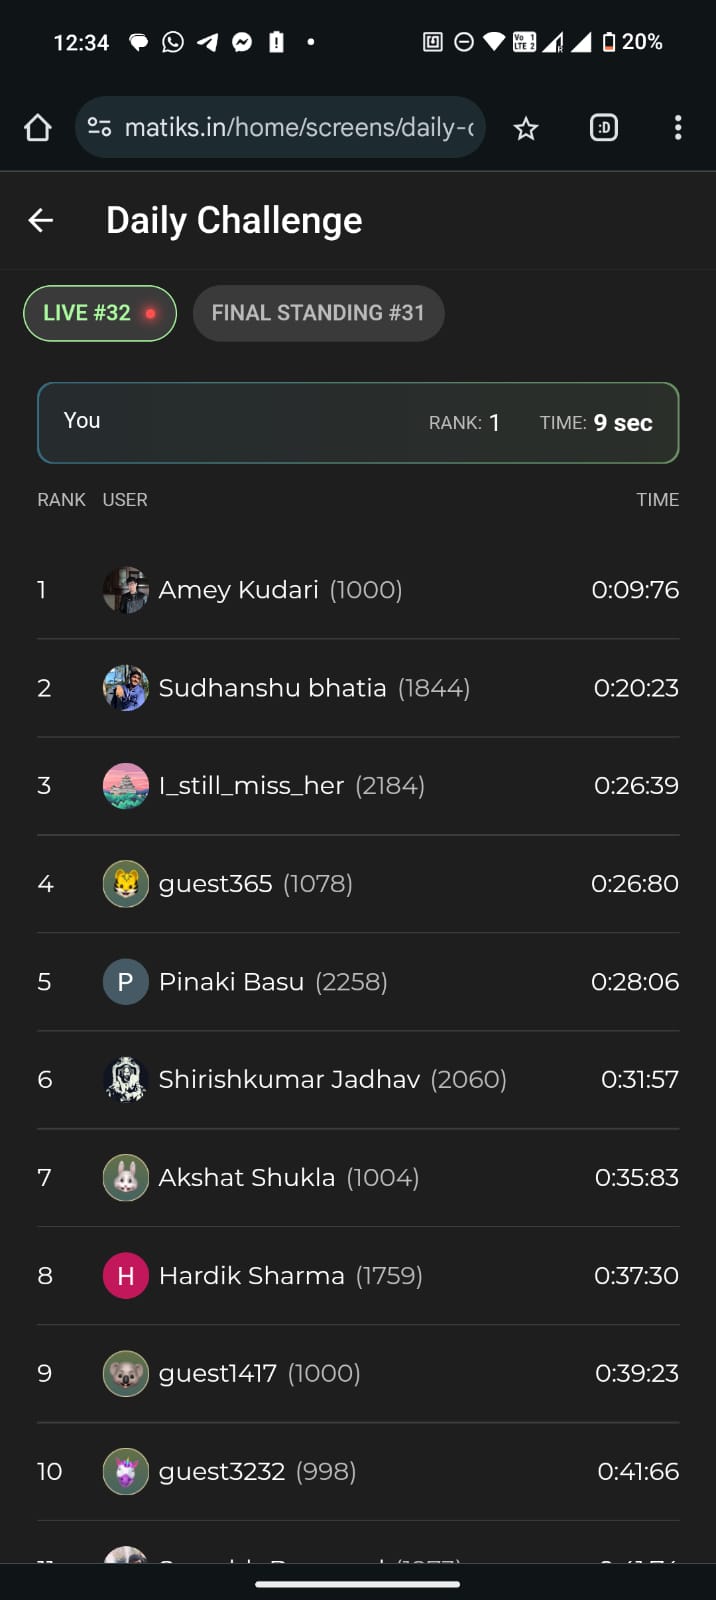 12:34
Vo 1
LTE 2
R
20%
matiks.in/home/screens/daily-c
:D
Daily Challenge
LIVE #32
FINAL STANDING #31
You RANK: 1 TIME: 9 sec
RANK USER TIME
1 Amey Kudari (1000) 0:09:76
2 Sudhanshu bhatia (1844) 0:20:23
3 I_still_miss_her (2184) 0:26:39
4 guest365 (1078) 0:26:80
5 P Pinaki Basu (2258) 0:28:06
6 Shirishkumar Jadhav (2060) 0:31:57
7 Akshat Shukla (1004) 0:35:83
8 H Hardik Sharma (1759) 0:37:30
9 guest1417 (1000) 0:39:23
10 guest3232 (998) 0:41:66